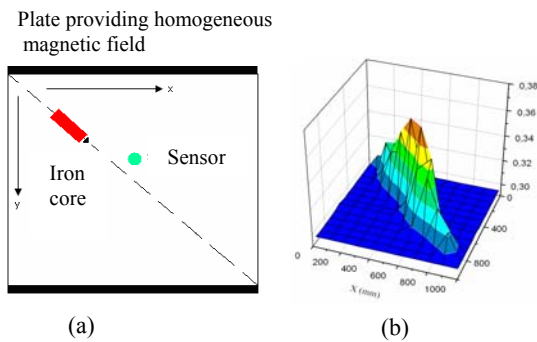 Plate providing homogeneous
magnetic field
x
y
Iron
core
Sensor
(a)
0,38
0,36
0,34
0,32
0,30
0
400
800
0
200
400
600
800
1000
X (mm)
(b)